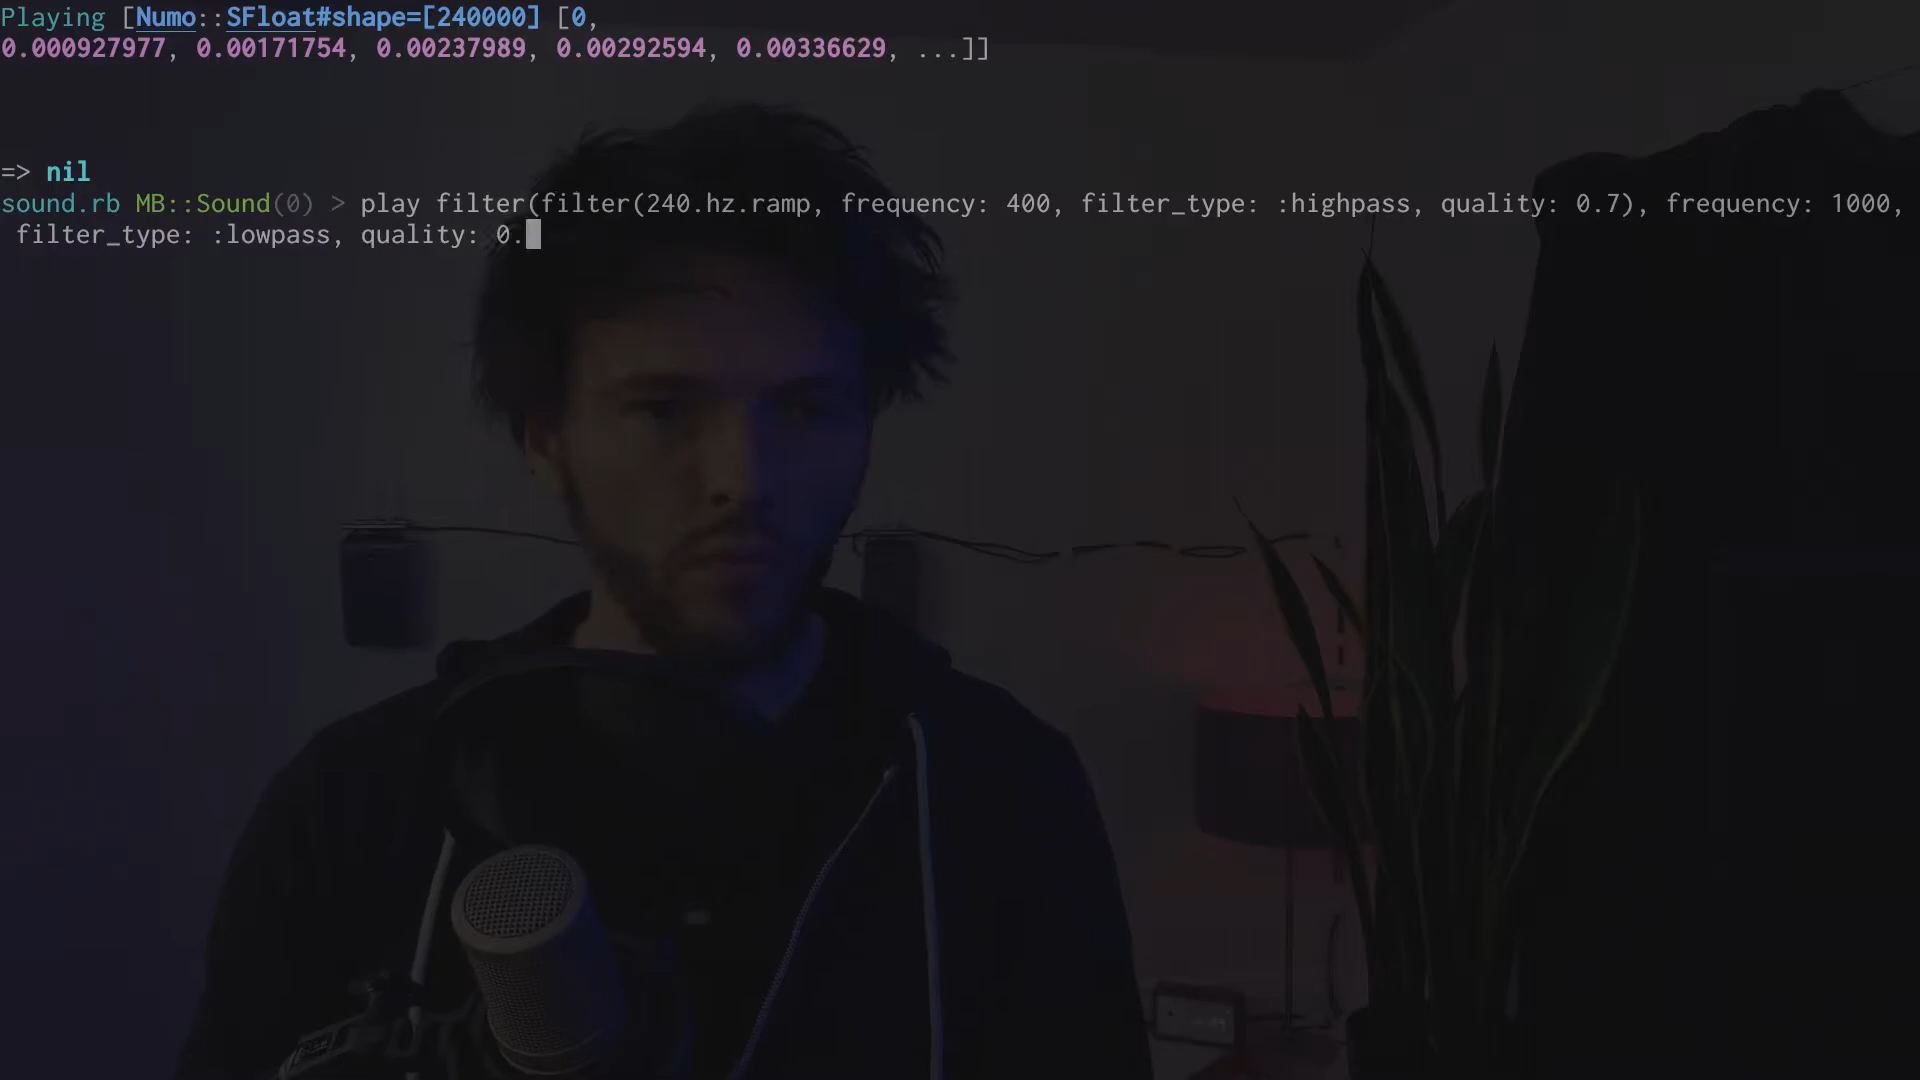 Playing [Numo::SFloat#shape=[240000] [0,
0.000927977, 0.00171754, 0.00237989, 0.00292594, 0.00336629, ...]]
=> nil
sound.rb MB::Sound(0) > play filter(filter(240.hz.ramp, frequency: 400, filter_type: :highpass, quality: 0.7), frequency: 1000,
filter_type: :lowpass, quality: 0.